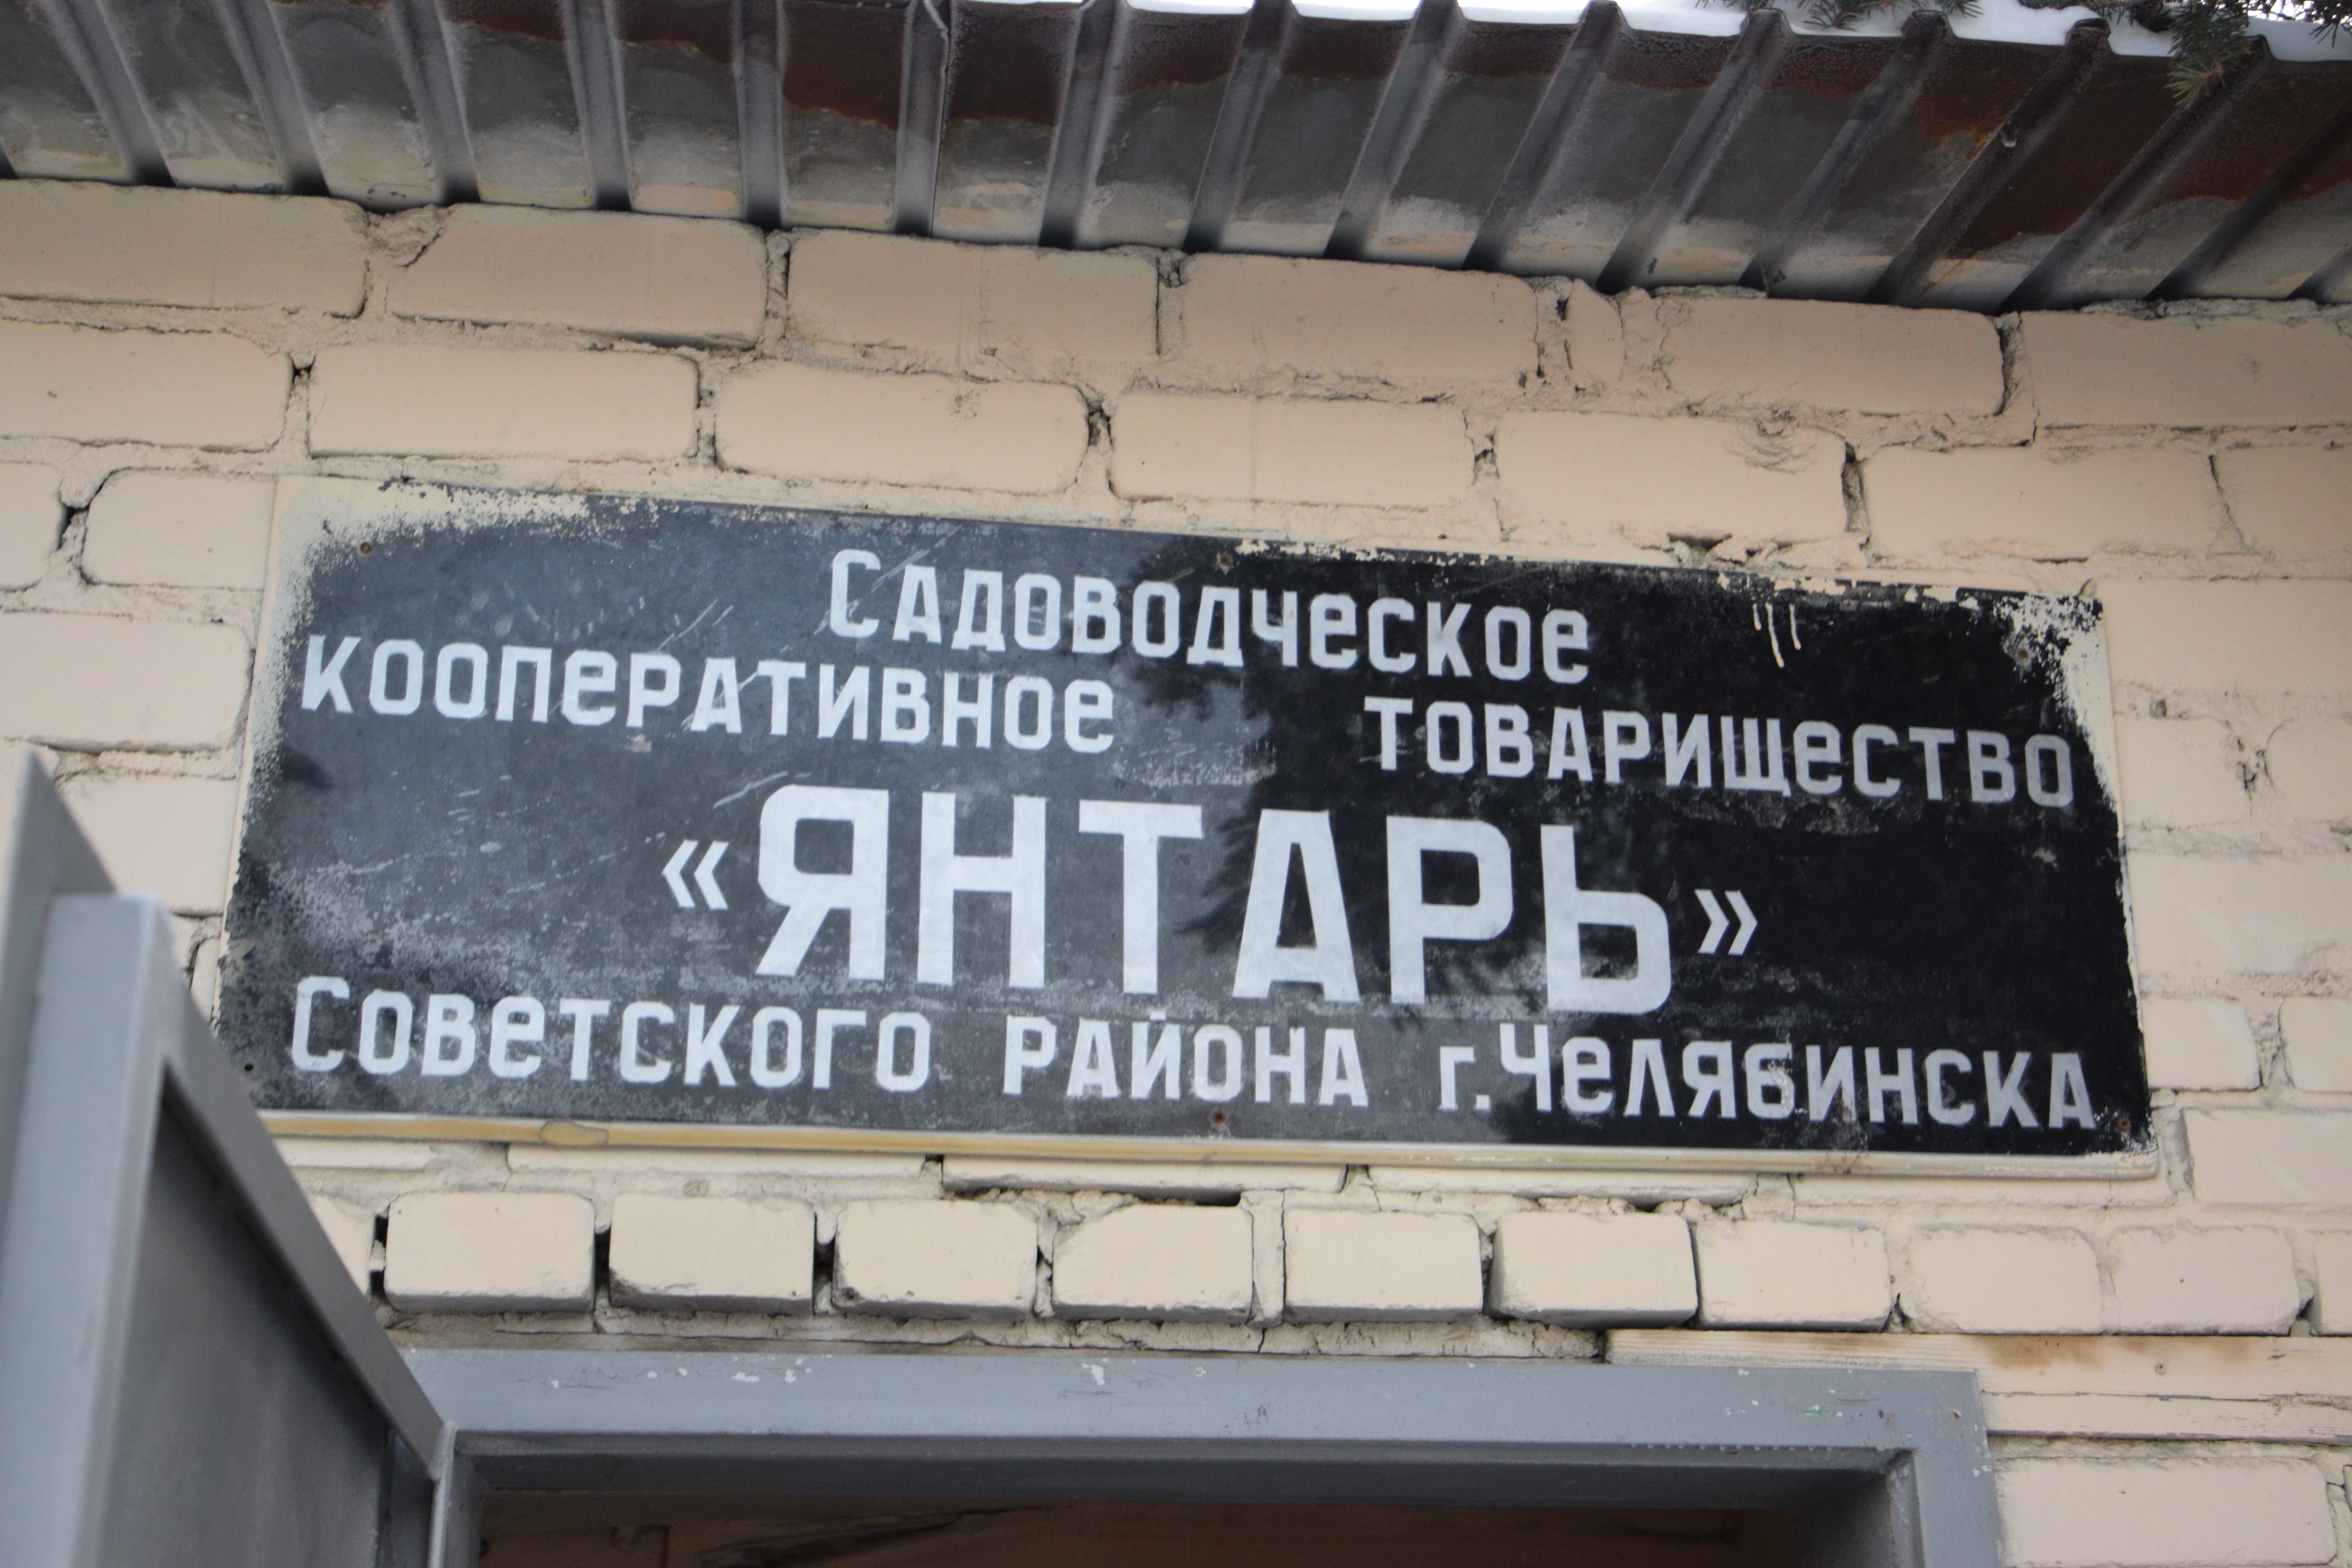 Садоводческое
кооперативное товарищество
«ЯНТАРЬ»
Советского района г. Челябинска